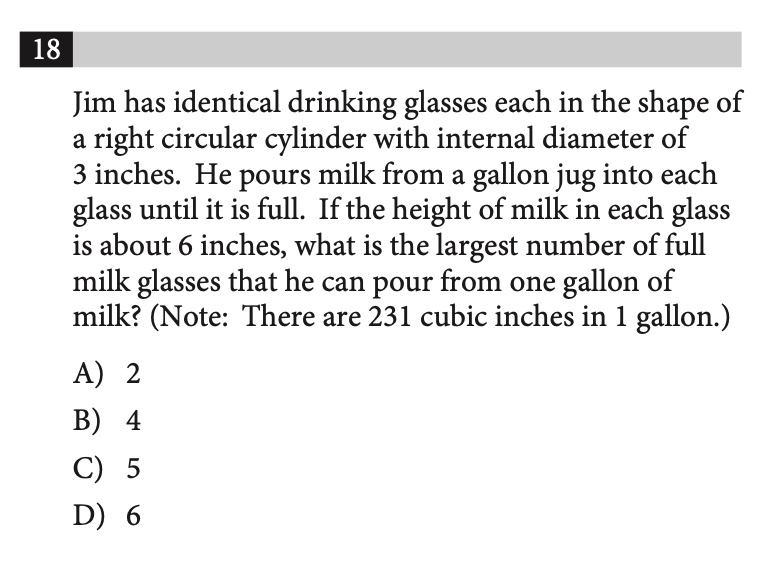 18
Jim has identical drinking glasses each in the shape of
a right circular cylinder with internal diameter of
3 inches.  He pours milk from a gallon jug into each
glass until it is full.  If the height of milk in each glass
is about 6 inches, what is the largest number of full
milk glasses that he can pour from one gallon of
milk? (Note:  There are 231 cubic inches in 1 gallon.)
A)  2
B)  4
C)  5
D)  6